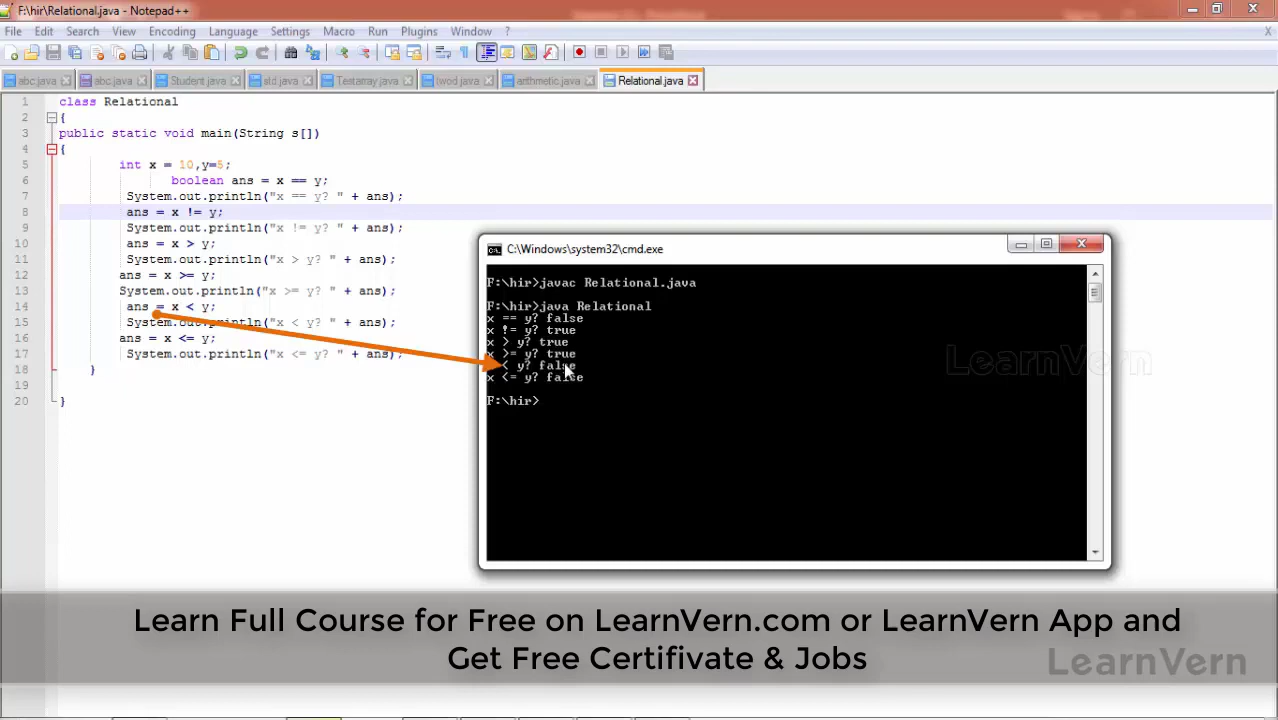 F:\hir\Relational.java - Notepad++
File Edit Search View Encoding Language Settings Macro Run Plugins Window ? X
abc.java abc.java Student.java std.java Testarray.java twod.java arithmetic.java Relational.java
1 class Relational
2 {
3 public static void main(String s[])
4 {
5 int x = 10,y=5;
6 boolean ans = x == y;
7 System.out.println("x == y? " + ans);
8 ans = x != y;
9 System.out.println("x != y? " + ans);
10 ans = x > y;
11 System.out.println("x > y? " + ans);
12 ans = x >= y;
13 System.out.println("x >= y? " + ans);
14 ans = x < y;
15 System.out.println("x < y? " + ans);
16 ans = x <= y;
17 System.out.println("x <= y? " + ans);
18 }
19
20 }
C:\Windows\system32\cmd.exe
F:\hir>javac Relational.java
F:\hir>java Relational
x == y? false
x != y? true
x > y? true
x >= y? true
< y? false
x <= y? false
F:\hir>
LearnVern
Learn Full Course for Free on LearnVern.com or LearnVern App and
Get Free Certifivate & Jobs
LearnVern